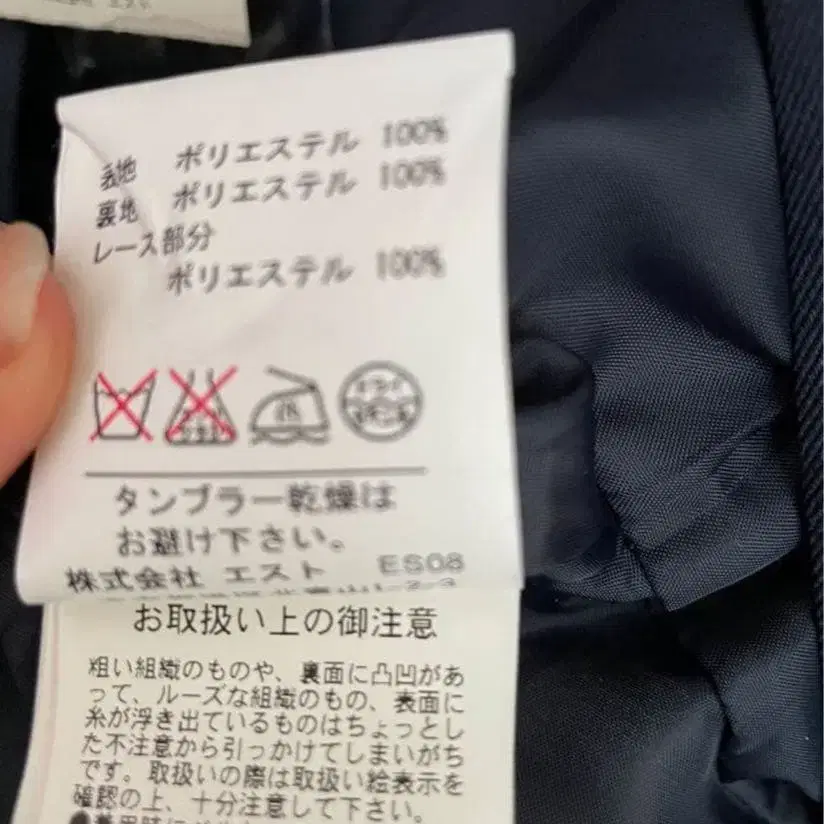 表地 ポリエステル 100%
裏地 ポリエステル 100%
レース部分
ポリエステル 100%
タンブラー乾燥は
お避け下さい。
株式会社 エスト ES08
お取扱い上の御注意
粗い組織のものや、裏面に凸凹があ
って、ルーズな組織のもの、表面に
糸が浮き出ているものはちょっとし
た不注意から引っかけてしまいがち
です。取扱いの際は取扱い絵表示を
確認の上、十分注意して下さい。